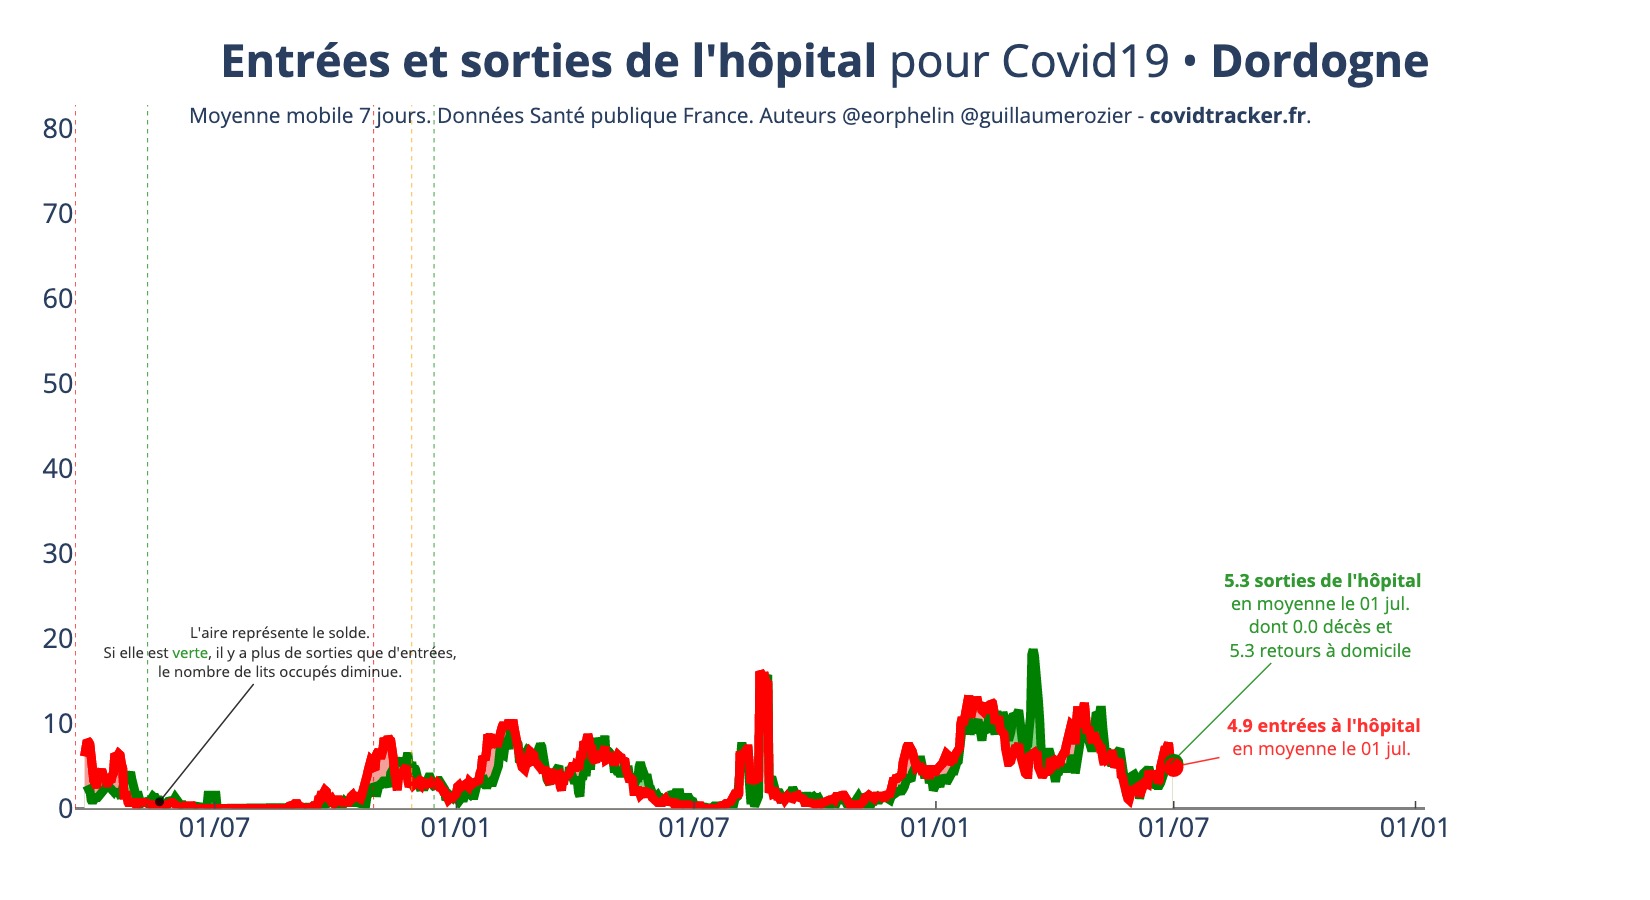 Entrées et sorties de l'hôpital pour Covid19 • Dordogne
Moyenne mobile 7 jours. Données Santé publique France. Auteurs @eorphelin @guillaumerozier - covidtracker.fr.
80
70
60
50
40
30
20
10
0
L'aire représente le solde.
Si elle est verte, il y a plus de sorties que d'entrées,
le nombre de lits occupés diminue.
5.3 sorties de l'hôpital
en moyenne le 01 jul.
dont 0.0 décès et
5.3 retours à domicile
4.9 entrées à l'hôpital
en moyenne le 01 jul.
01/07 01/01 01/07 01/01 01/07 01/01